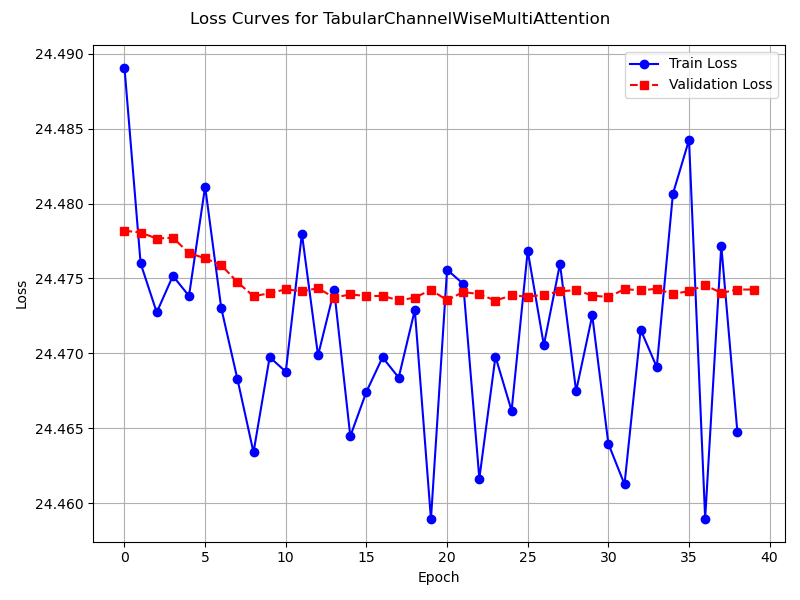 Loss Curves for TabularChannelWiseMultiAttention
24.490
24.485
24.480
24.475
24.470
24.465
24.460
Loss
Train Loss
Validation Loss
0 5 10 15 20 25 30 35 40
Epoch